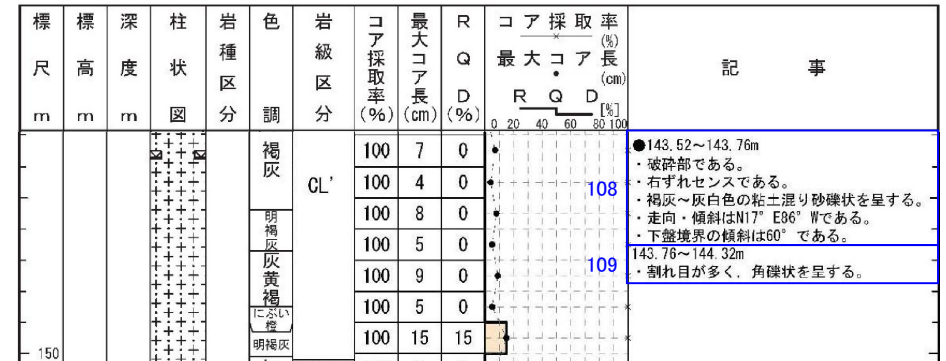 標尺m
標高m
深度m
柱状図
岩種区分
色調
岩級区分
コア採取率(%)
最大コア長(cm)
RQD(%)
コア採取率(%)
最大コア長(cm)
RQD[%]
0 20 40 60 80 100
記事
褐灰
明褐灰
灰黄褐
にぶい橙
明褐灰
CL'
100 7 0
100 4 0
100 8 0
100 5 0
100 9 0
100 5 0
100 15 15
150
108
●143.52~143.76m
・破砕部である。
・右ずれセンスである。
・褐灰~灰白色の粘土混り砂礫状を呈する。
・走向・傾斜はN17°E86°Wである。
・下盤境界の傾斜は60°である。
109
143.76~144.32m
・割れ目が多く，角礫状を呈する。